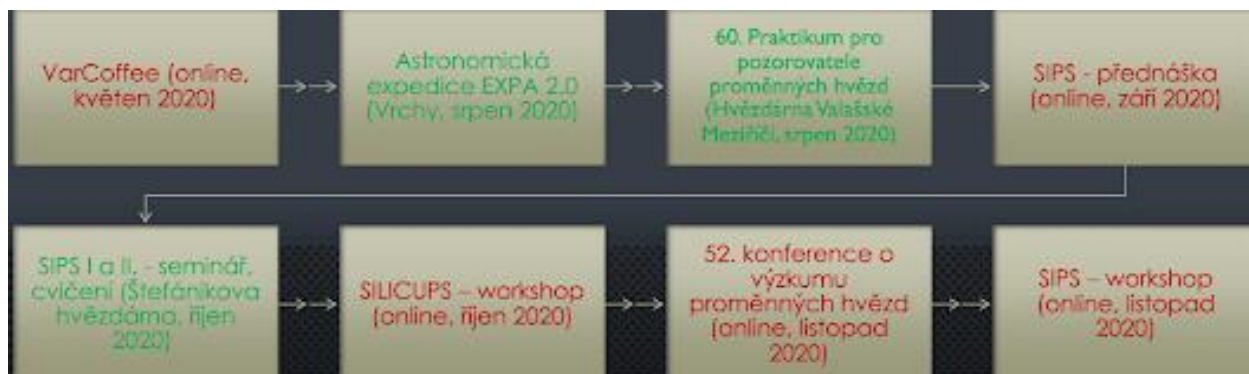 VarCoffee (online,
květen 2020)
Astronomická
expedice EXPA 2.0
(Vrchy, srpen 2020)
60. Praktikum pro
pozorovatele
proměnných hvězd
(Hvězdárna Valašské
Meziříčí, srpen 2020)
SIPS - přednáška
(online, září 2020)
SIPS I a II. - seminář,
cvičení (Štefánikova
hvězdárna, říjen
2020)
SILICUPS – workshop
(online, říjen 2020)
52. konference o
výzkumu
proměnných hvězd
(online, listopad
2020)
SIPS – workshop
(online, listopad
2020)